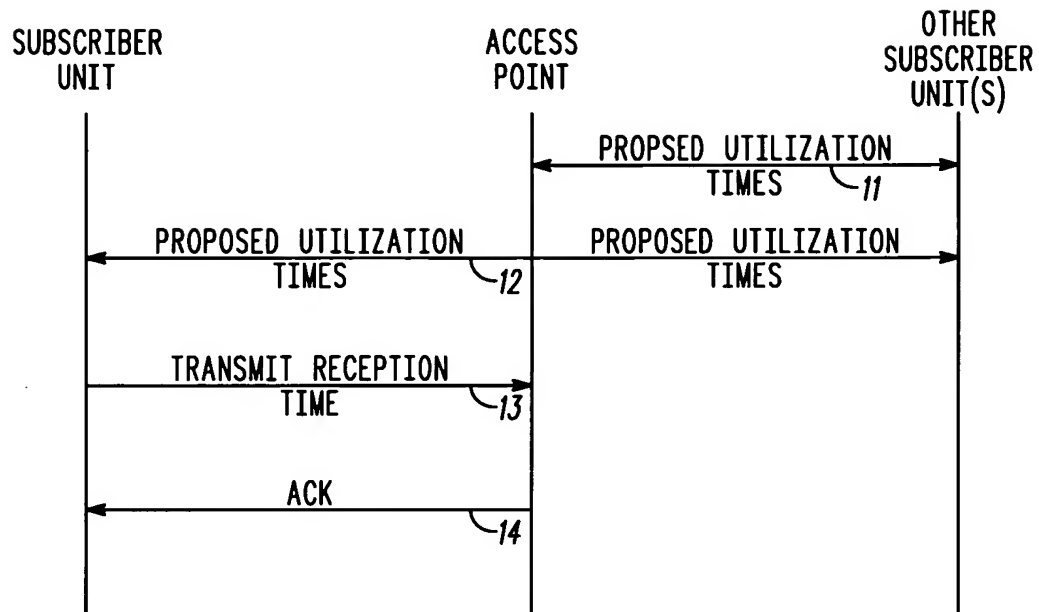 SUBSCRIBER
UNIT
ACCESS
POINT
OTHER
SUBSCRIBER
UNIT(S)
PROPSED UTILIZATION
TIMES
11
PROPOSED UTILIZATION
TIMES
12
PROPOSED UTILIZATION
TIMES
TRANSMIT RECEPTION
TIME
13
ACK
14